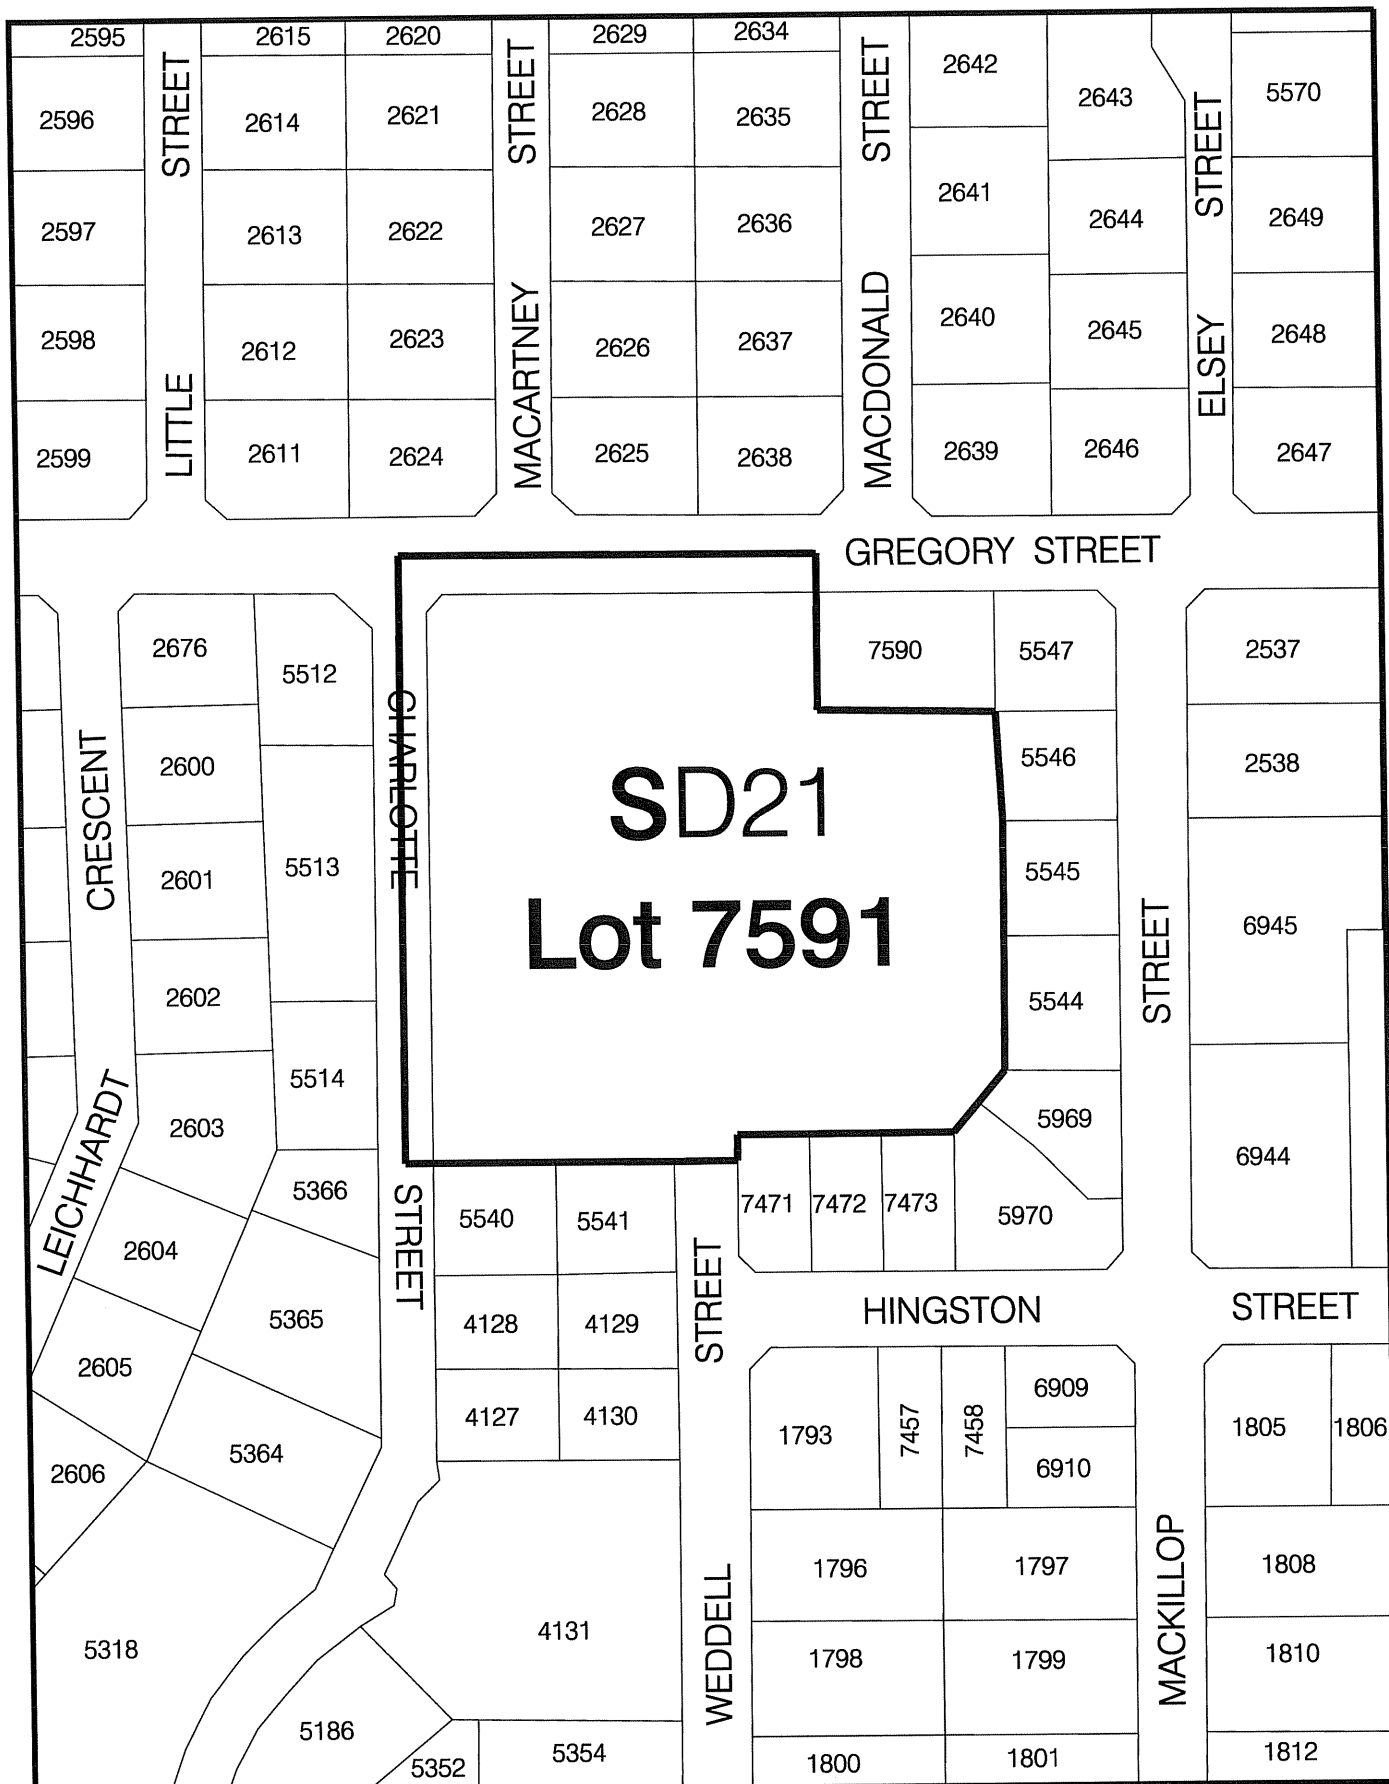 2595 2615 2620 2629 2634
2642
2643
5570
2596 2614 2621 2628 2635
STREET STREET STREET STREET
2641
2597 2613 2622 2627 2636 2644 2649
2640
2598 2612 2623 2626 2637 2645 2648
LITTLE MACARTNEY MACDONALD ELSEY
2599 2611 2624 2625 2638 2639 2646 2647
GREGORY STREET
2676 5512 7590 5547 2537
CHARLOTTE
2600 5546 2538
SD21
CRESCENT
2601 5513 5545
Lot 7591
6945
STREET
2602 5544
5514
2603 5969
LEICHHARDT
6944
5366
STREET
5540 5541 7471 7472 7473 5970
2604
STREET
HINGSTON STREET
5365 4128 4129
2605
6909
4127 4130 1793 7457 7458 1805 1806
5364
2606 6910
1796 1797 1808
MACKILLOP
WEDDELL
4131
5318 1798 1799 1810
5186
5352 5354 1800 1801 1812